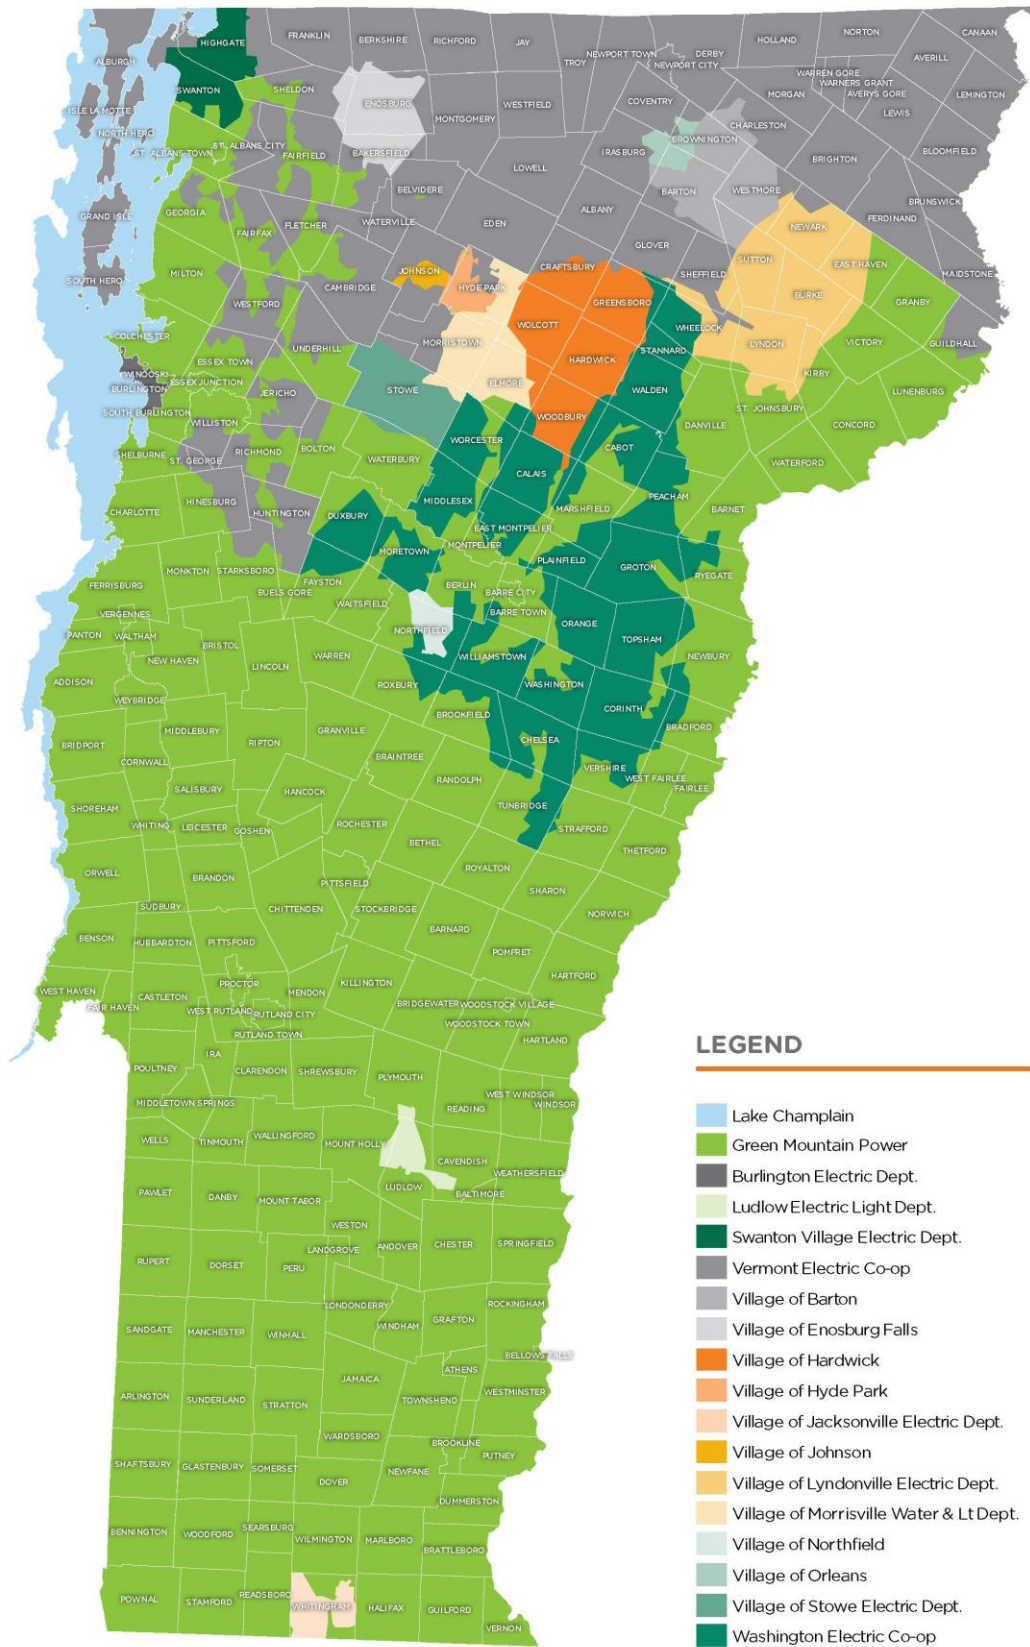 HIGHGATE
FRANKLIN
BERKSHIRE
RICHFORD
JAY
TROY
NEWPORT TOWN
NEWPORT CITY
DERBY
HOLLAND
NORTON
CANAAN
AVERILL
ALBURGH
SWANTON
SHELDON
ENOSBURG
WESTFIELD
COVENTRY
MORGAN
WARREN GORE
WARNERS GRANT
AVERYS GORE
LEWIS
LEMINGTON
ISLE LA MOTTE
NORTH HERO
ST. ALBANS TOWN
ST. ALBANS CITY
FAIRFIELD
BAKERSFIELD
MONTGOMERY
LOWELL
IRASBURG
BROWNINGTON
CHARLESTON
BRIGHTON
BLOOMFIELD
GRAND ISLE
GEORGIA
FAIRFAX
FLETCHER
WATERVILLE
BELVIDERE
EDEN
ALBANY
BARTON
WESTMORE
NEWARK
FERDINAND
BRUNSWICK
SOUTH HERO
MILTON
WESTFORD
CAMBRIDGE
JOHNSON
HYDE PARK
CRAFTSBURY
GLOVER
SHEFFIELD
SUTTON
EAST HAVEN
MAIDSTONE
COLCHESTER
UNDERHILL
MORRISTOWN
WOLCOTT
GREENSBORO
WHEELOCK
BURKE
GRANBY
GUILDHALL
WINOOSKI
BURLINGTON
ESSEX TOWN
ESSEX JUNCTION
JERICHO
STOWE
ELMORE
HARDWICK
STANNARD
LYNDON
KIRBY
VICTORY
LUNENBURG
SOUTH BURLINGTON
WILLISTON
WOODBURY
WALDEN
ST. JOHNSBURY
CONCORD
SHELBURNE
ST. GEORGE
RICHMOND
BOLTON
WATERBURY
WORCESTER
CALAIS
CABOT
DANVILLE
WATERFORD
CHARLOTTE
HINESBURG
HUNTINGTON
DUXBURY
MIDDLESEX
EAST MONTPELIER
MARSHFIELD
PEACHAM
BARNET
MORETOWN
MONTPELIER
PLAINFIELD
GROTON
RYEGATE
FERRISBURG
MONKTON
STARKSBORO
BUELS GORE
FAYSTON
WAITSFIELD
BERLIN
BARRE CITY
BARRE TOWN
ORANGE
TOPSHAM
NEWBURY
VERGENNES
PANTON
WALTHAM
NEW HAVEN
BRISTOL
LINCOLN
WARREN
NORTHFIELD
ROXBURY
WILLIAMSTOWN
WASHINGTON
CORINTH
BRADFORD
ADDISON
WEYBRIDGE
MIDDLEBURY
RIPTON
GRANVILLE
BRAINTREE
BROOKFIELD
CHELSEA
VERSHIRE
WEST FAIRLEE
FAIRLEE
BRIDPORT
CORNWALL
SALISBURY
HANCOCK
RANDOLPH
TUNBRIDGE
STRAFFORD
SHOREHAM
WHITING
LEICESTER
GOSHEN
ROCHESTER
BETHEL
ROYALTON
THETFORD
ORWELL
BRANDON
PITTSFIELD
SHARON
SUDBURY
CHITTENDEN
STOCKBRIDGE
BARNARD
NORWICH
BENSON
HUBBARDTON
PITTSFORD
POMFRET
HARTFORD
WEST HAVEN
FAIR HAVEN
CASTLETON
PROCTOR
MENDON
KILLINGTON
BRIDGEWATER
WOODSTOCK VILLAGE
WEST RUTLAND
RUTLAND CITY
RUTLAND TOWN
WOODSTOCK TOWN
HARTLAND
IRA
POULTNEY
CLARENDON
SHREWSBURY
PLYMOUTH
MIDDLETOWN SPRINGS
READING
WEST WINDSOR
WINDSOR
WELLS
TINMOUTH
WALLINGFORD
MOUNT HOLLY
CAVENDISH
WEATHERSFIELD
PAWLET
DANBY
MOUNT TABOR
LUDLOW
BALTIMORE
WESTON
RUPERT
DORSET
PERU
LANDGROVE
ANDOVER
CHESTER
SPRINGFIELD
LONDONDERRY
SANDGATE
MANCHESTER
WINHALL
WINDHAM
GRAFTON
ROCKINGHAM
BELLOWS FALLS
ARLINGTON
SUNDERLAND
STRATTON
JAMAICA
ATHENS
TOWNSHEND
WESTMINSTER
WARDSBORO
BROOKLINE
PUTNEY
SHAFTSBURY
GLASTENBURY
SOMERSET
DOVER
NEWFANE
DUMMERSTON
BENNINGTON
WOODFORD
SEARSBURG
WILMINGTON
MARLBORO
BRATTLEBORO
POWNAL
STAMFORD
READSBORO
WHITINGHAM
HALIFAX
GUILFORD
VERNON
LEGEND
Lake Champlain
Green Mountain Power
Burlington Electric Dept.
Ludlow Electric Light Dept.
Swanton Village Electric Dept.
Vermont Electric Co-op
Village of Barton
Village of Enosburg Falls
Village of Hardwick
Village of Hyde Park
Village of Jacksonville Electric Dept.
Village of Johnson
Village of Lyndonville Electric Dept.
Village of Morrisville Water & Lt Dept.
Village of Northfield
Village of Orleans
Village of Stowe Electric Dept.
Washington Electric Co-op